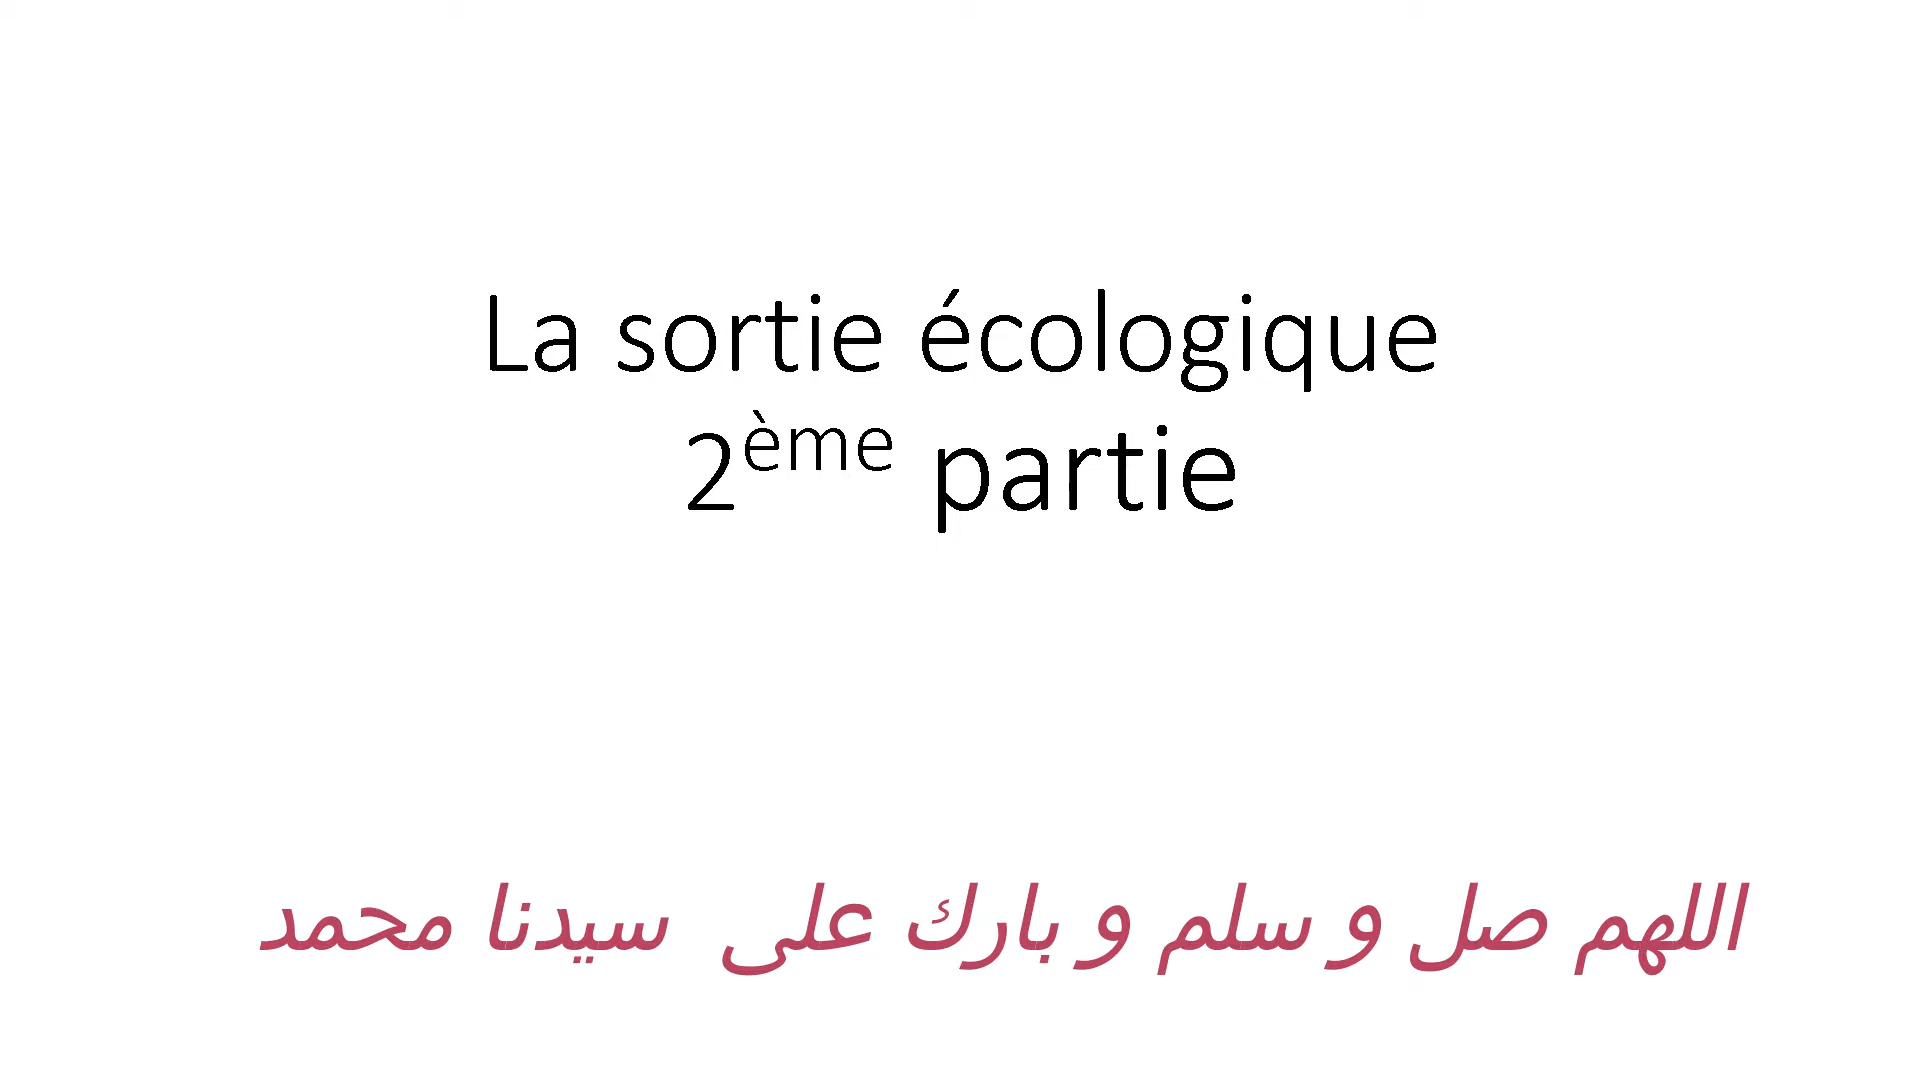 La sortie écologique
2ème partie
اللهم صل و سلم و بارك على سيدنا محمد